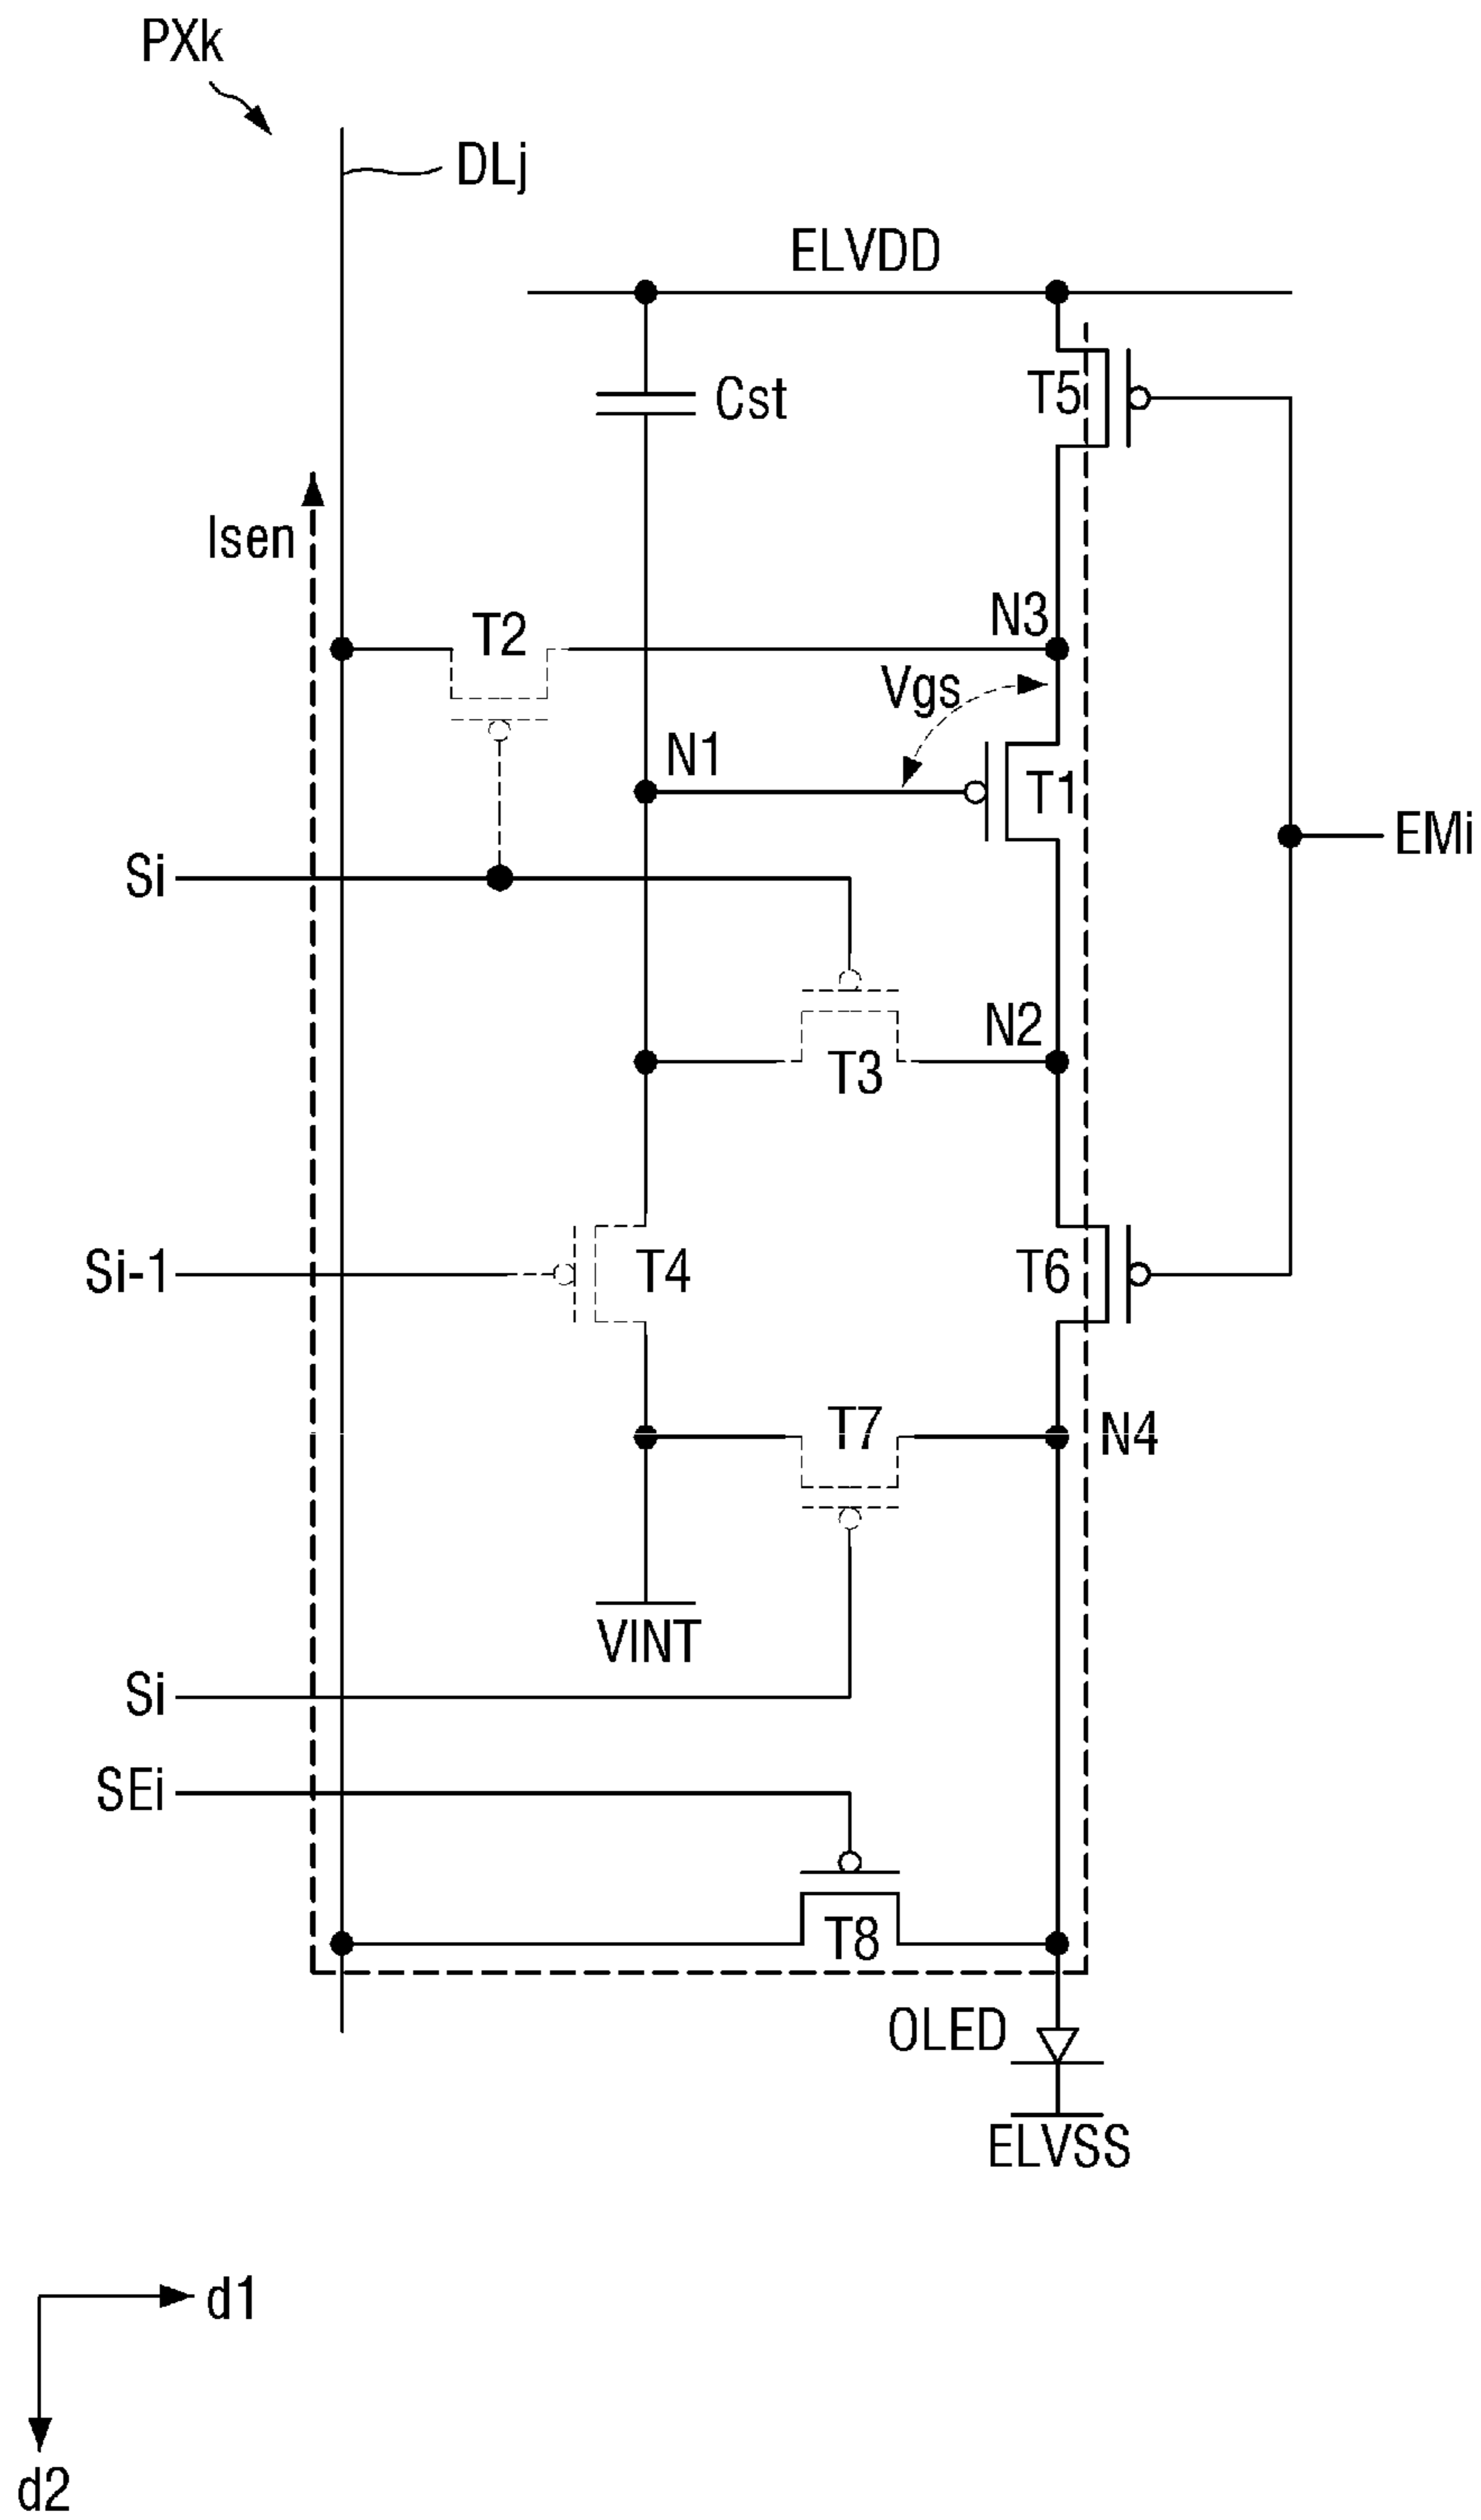 PXk
DLj
ELVDD
T5
Cst
Isen
N3
T2
Vgs
N1
T1
EMi
Si
N2
T3
Si-1
T4
T6
T7
N4
VINT
Si
SEi
T8
OLED
ELVSS
d1
d2